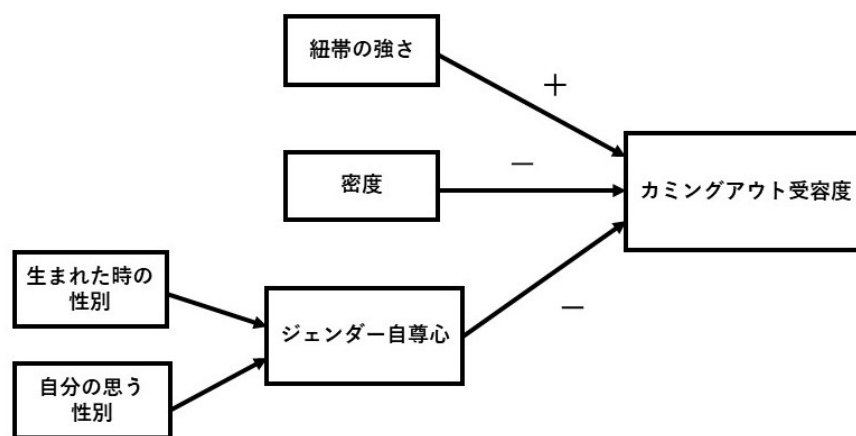 紐帯の強さ
＋
密度
－
カミングアウト受容度
生まれた時の
性別
ジェンダー自尊心
－
自分の思う
性別